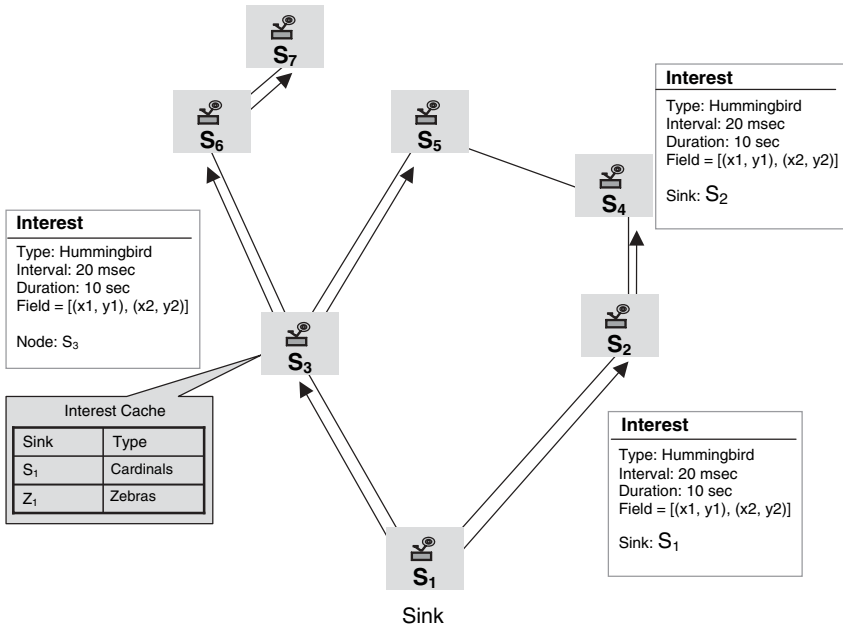 S7
S6
S5
S4
Interest
Type: Hummingbird
Interval: 20 msec
Duration: 10 sec
Field = [(x1, y1), (x2, y2)]
Sink: S2
Interest
Type: Hummingbird
Interval: 20 msec
Duration: 10 sec
Field = [(x1, y1), (x2, y2)]
Node: S3
S3
S2
Interest Cache
Sink Type
S1 Cardinals
Z1 Zebras
Interest
Type: Hummingbird
Interval: 20 msec
Duration: 10 sec
Field = [(x1, y1), (x2, y2)]
Sink: S1
S1
Sink